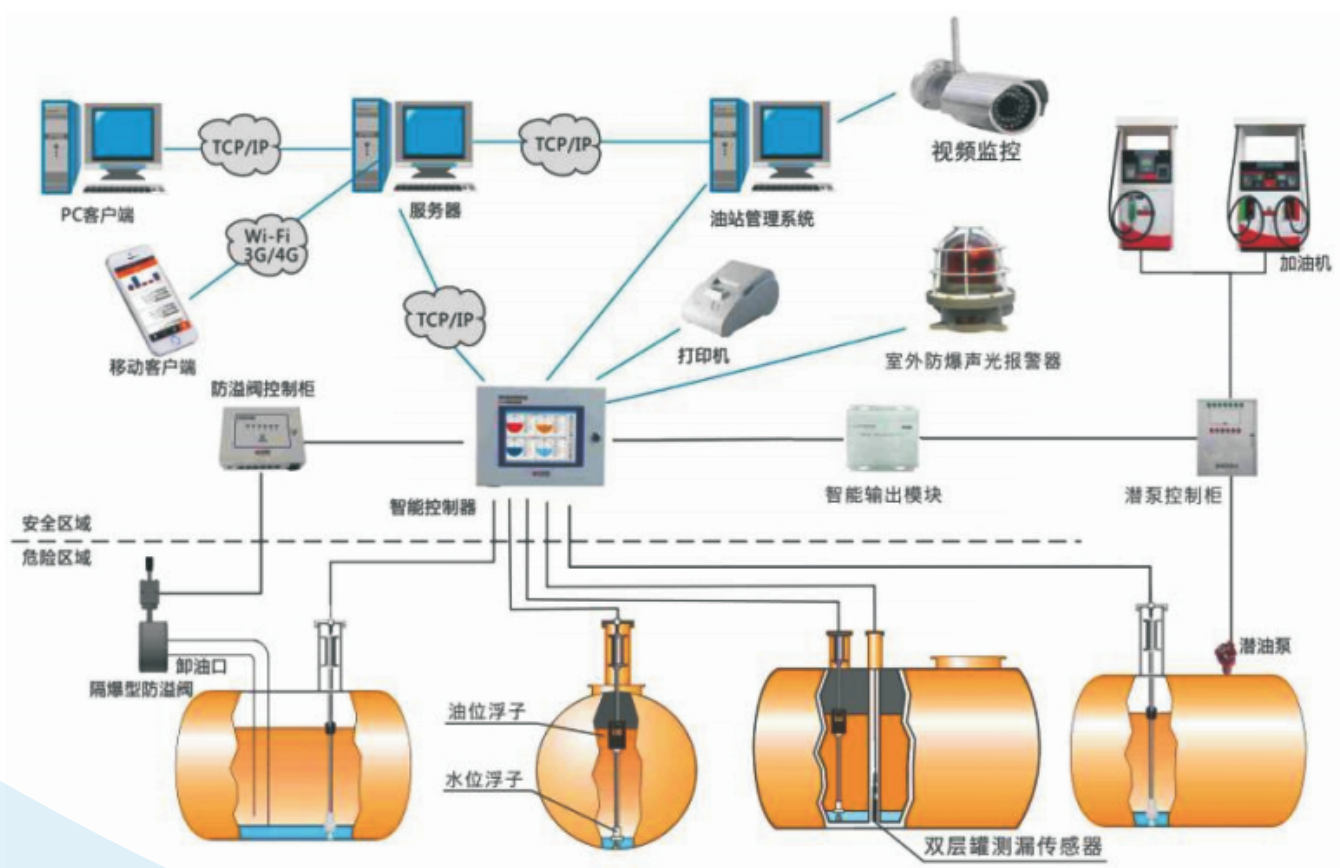 TCP/IP
TCP/IP
视频监控
PC客户端
服务器
油站管理系统
Wi-Fi
3G/4G
加油机
TCP/IP
打印机
室外防爆声光报警器
移动客户端
防溢阀控制柜
智能控制器
智能输出模块
潜泵控制柜
安全区域
危险区域
卸油口
潜油泵
隔爆型防溢阀
油位浮子
水位浮子
双层罐测漏传感器